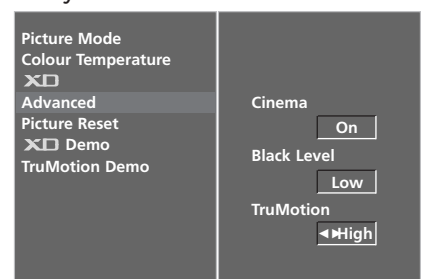 Picture Mode
Colour Temperature
XD
Advanced
Picture Reset
XD Demo
TruMotion Demo
Cinema
On
Black Level
Low
TruMotion
◄►High